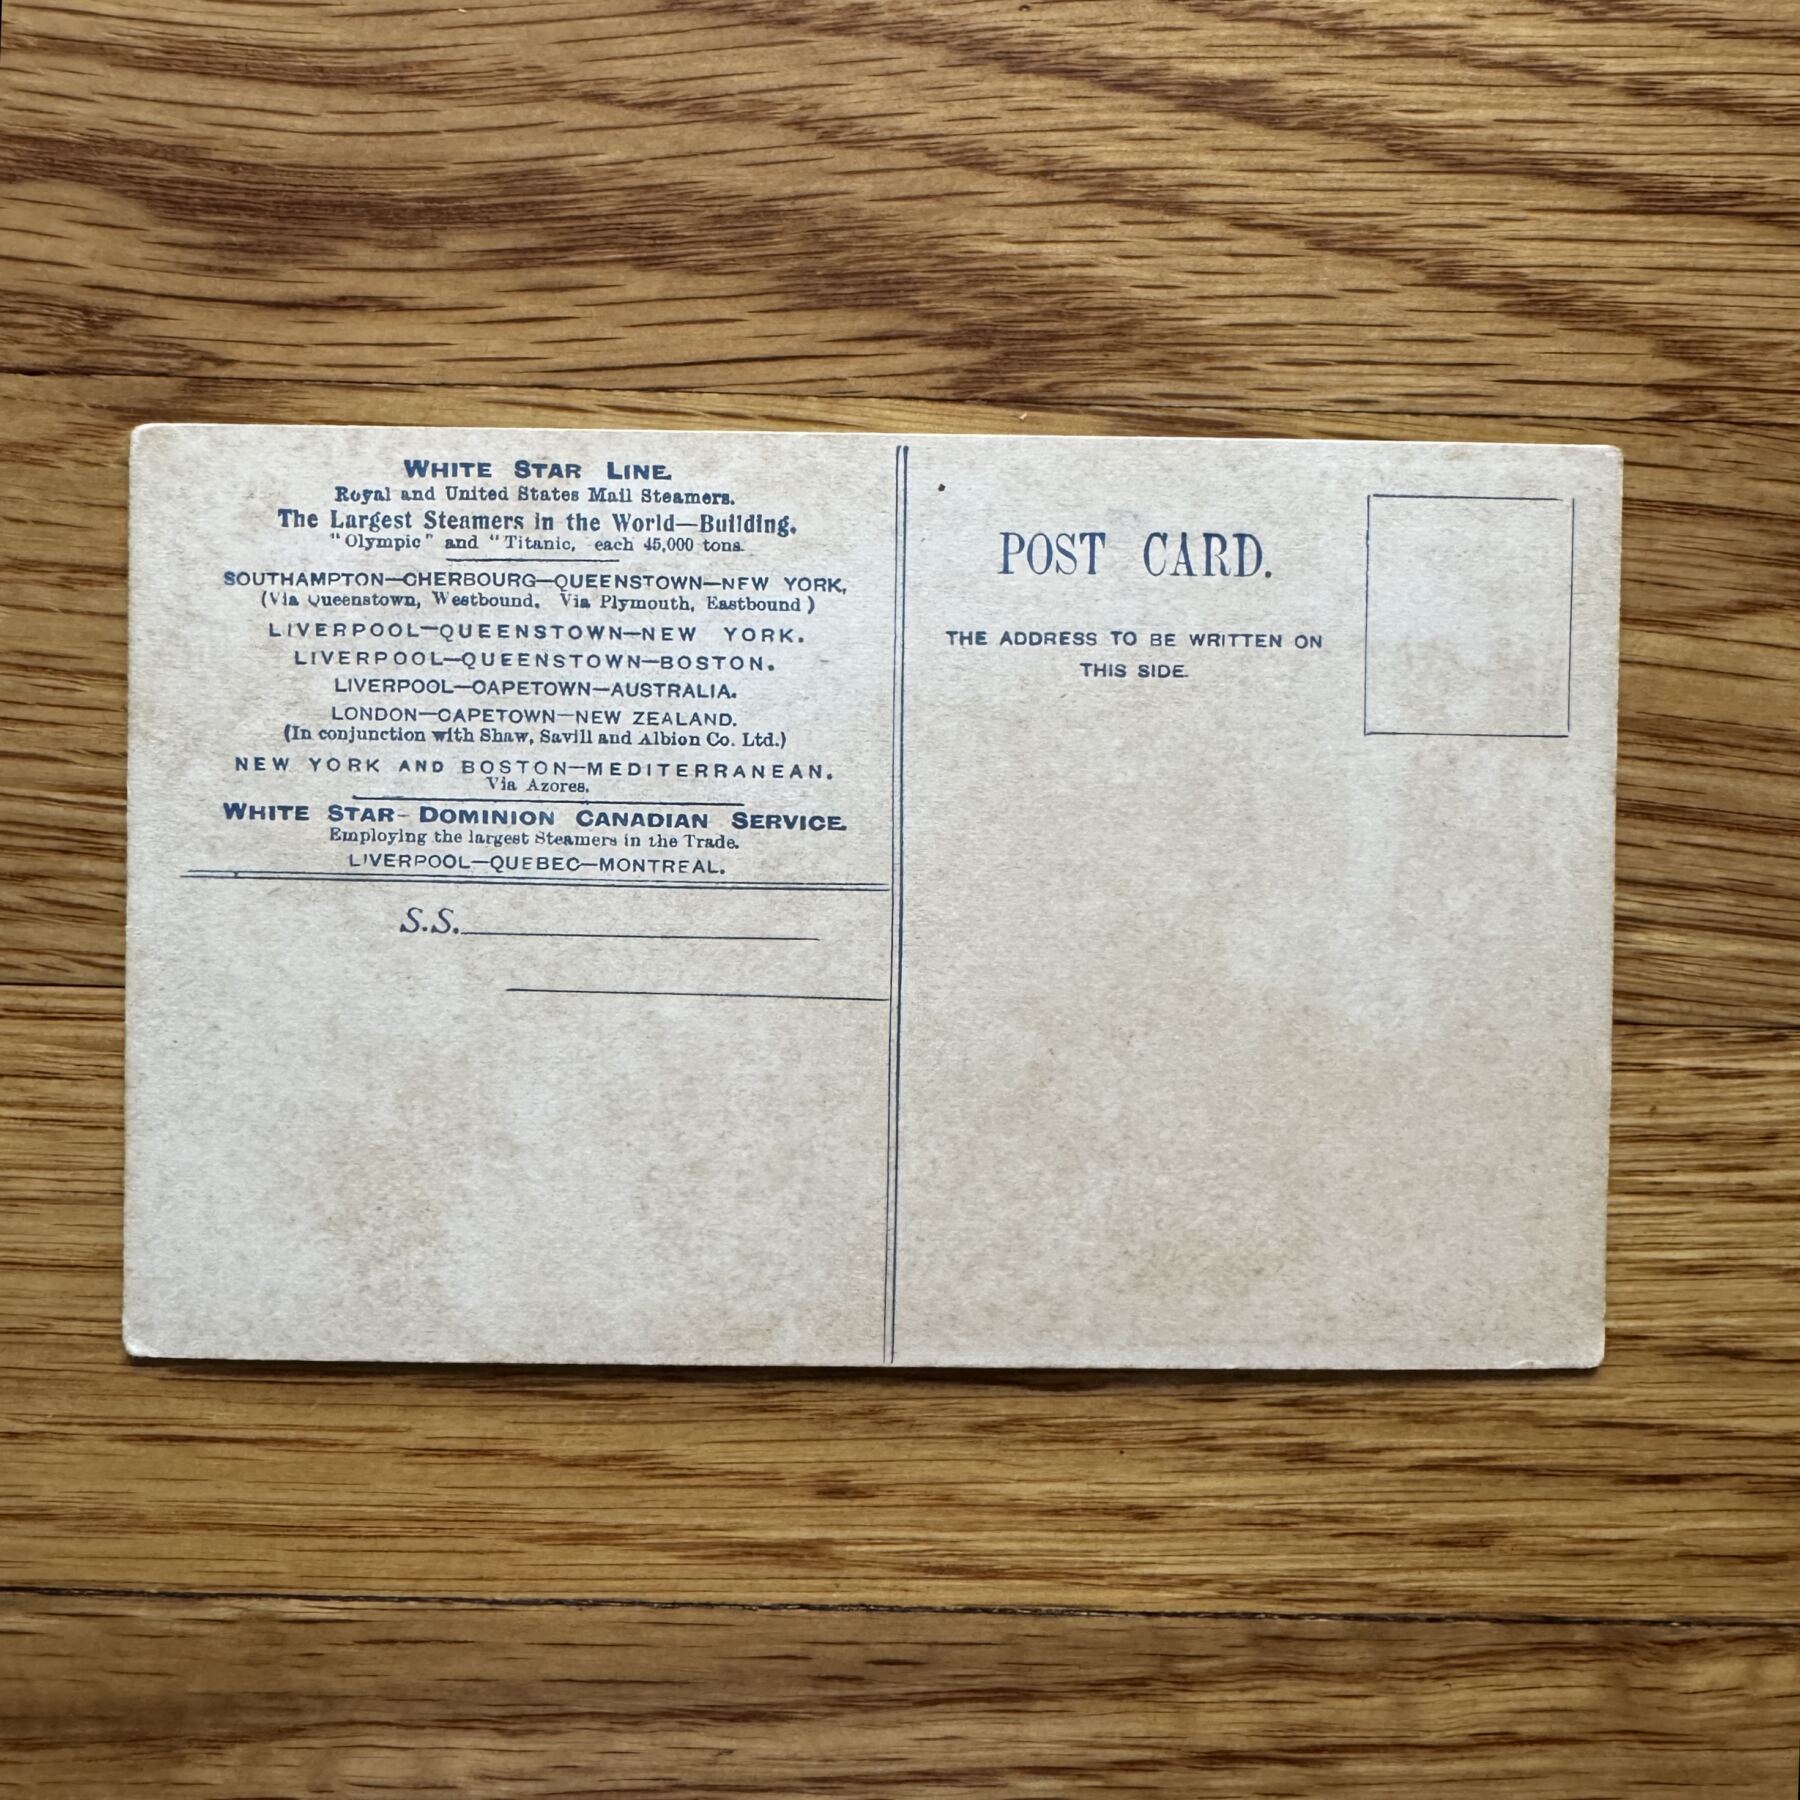 WHITE STAR LINE.
Royal and United States Mail Steamers.
The Largest Steamers in the World—Building.
"Olympic" and "Titanic, each 45,000 tons.
SOUTHAMPTON—CHERBOURG—QUEENSTOWN—NEW YORK,
(Via Queenstown, Westbound. Via Plymouth, Eastbound)
LIVERPOOL—QUEENSTOWN—NEW YORK.
LIVERPOOL—QUEENSTOWN—BOSTON.
LIVERPOOL—CAPETOWN—AUSTRALIA.
LONDON—CAPETOWN—NEW ZEALAND.
(In conjunction with Shaw, Savill and Albion Co. Ltd.)
NEW YORK AND BOSTON—MEDITERRANEAN.
Via Azores.
WHITE STAR-DOMINION CANADIAN SERVICE.
Employing the largest Steamers in the Trade.
LIVERPOOL—QUEBEC—MONTREAL.
S.S.
POST CARD.
THE ADDRESS TO BE WRITTEN ON
THIS SIDE.